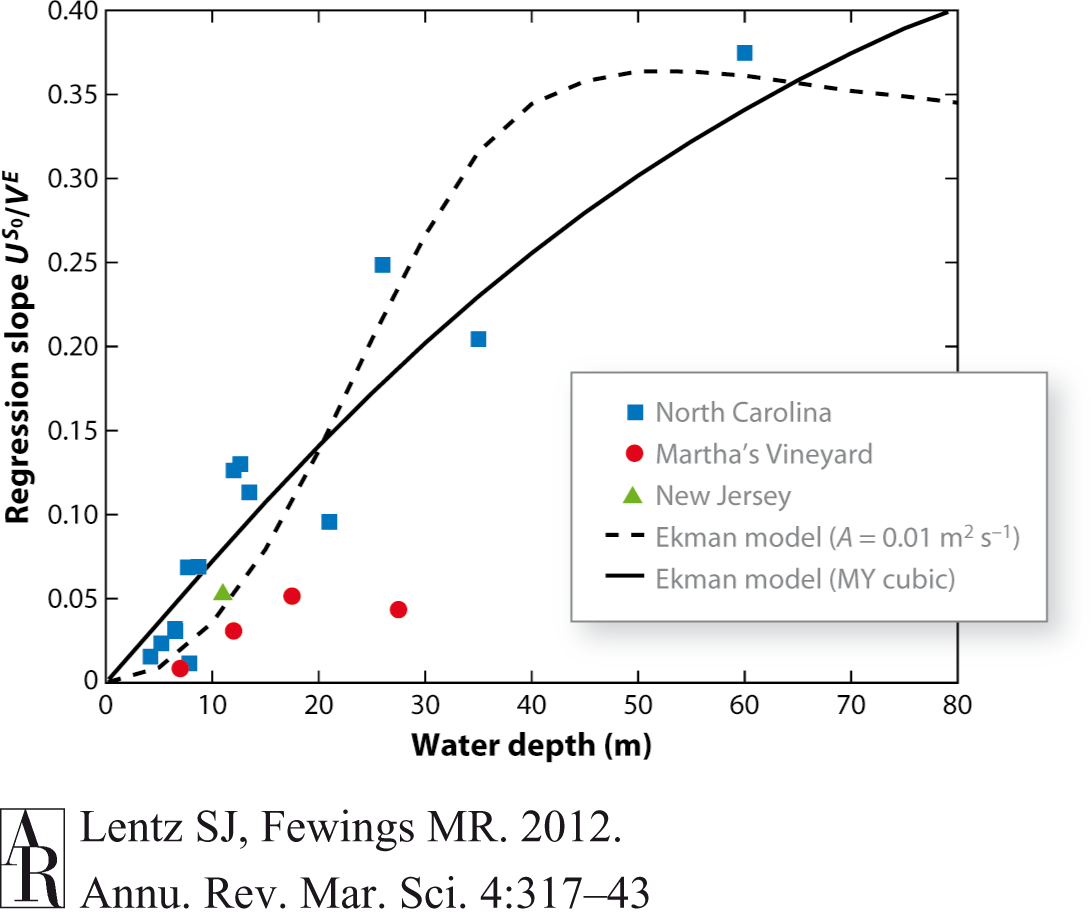 0.40
0.35
0.30
0.25
0.20
0.15
0.10
0.05
0
Regression slope U^S₀/V^E
North Carolina
Martha's Vineyard
New Jersey
Ekman model (A = 0.01 m² s⁻¹)
Ekman model (MY cubic)
0 10 20 30 40 50 60 70 80
Water depth (m)
AR Lentz SJ, Fewings MR. 2012.
Annu. Rev. Mar. Sci. 4:317–43